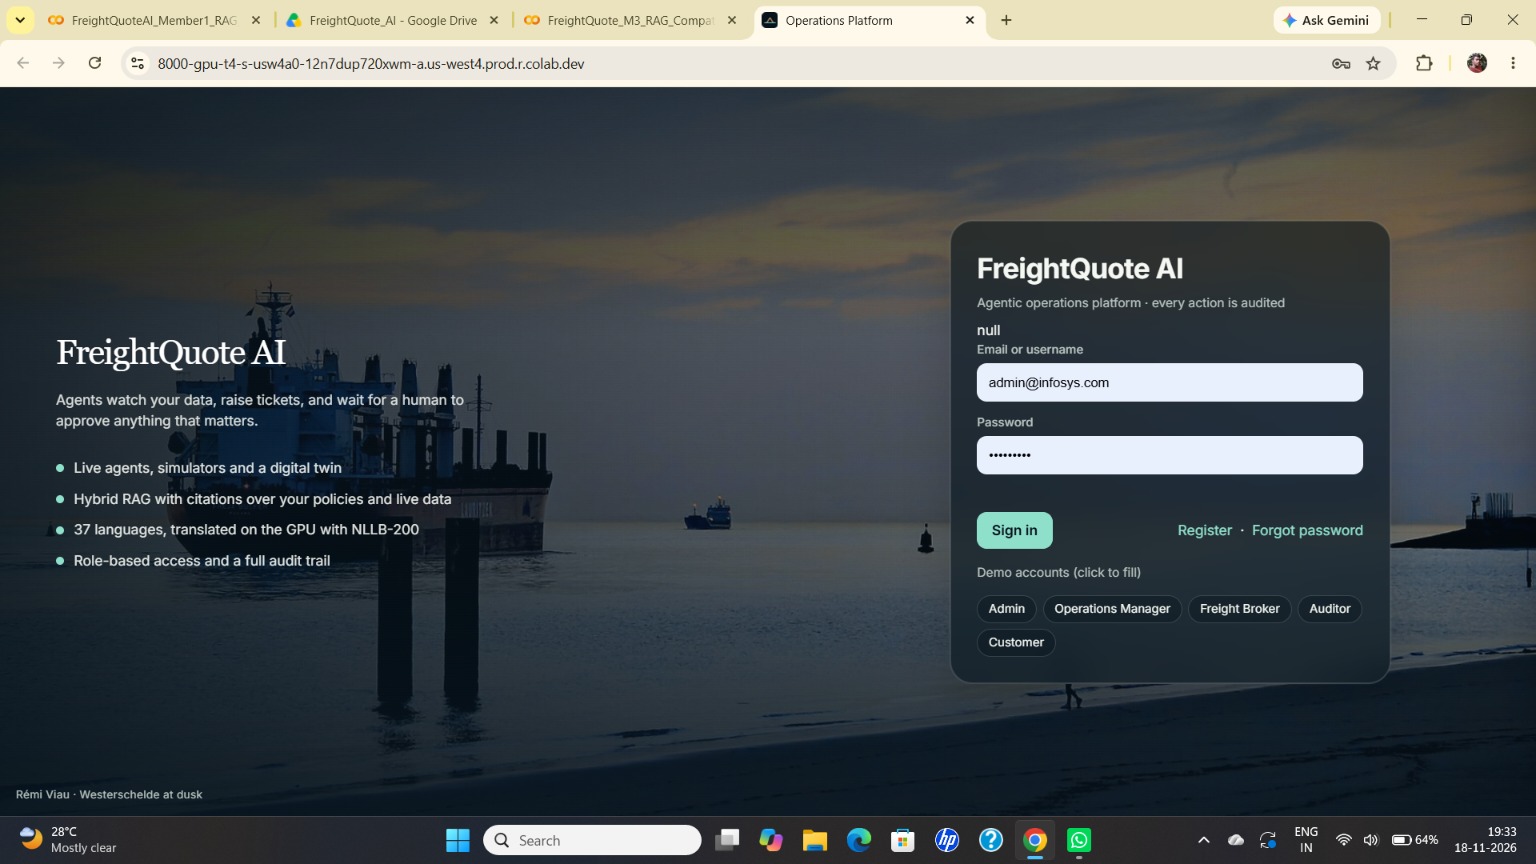 FreightQuoteAI_Member1_RAG
FreightQuote_AI - Google Drive
FreightQuote_M3_RAG_Compat
Operations Platform
Ask Gemini
8000-gpu-t4-s-usw4a0-12n7dup720xwm-a.us-west4.prod.r.colab.dev
FreightQuote AI
Agents watch your data, raise tickets, and wait for a human to
approve anything that matters.
Live agents, simulators and a digital twin
Hybrid RAG with citations over your policies and live data
37 languages, translated on the GPU with NLLB-200
Role-based access and a full audit trail
Rémi Viau · Westerschelde at dusk
FreightQuote AI
Agentic operations platform · every action is audited
null
Email or username
admin@infosys.com
Password
•••••••••
Sign in
Register · Forgot password
Demo accounts (click to fill)
Admin
Operations Manager
Freight Broker
Auditor
Customer
28°C
Mostly clear
Search
hp
ENG
IN
64%
19:33
18-11-2026